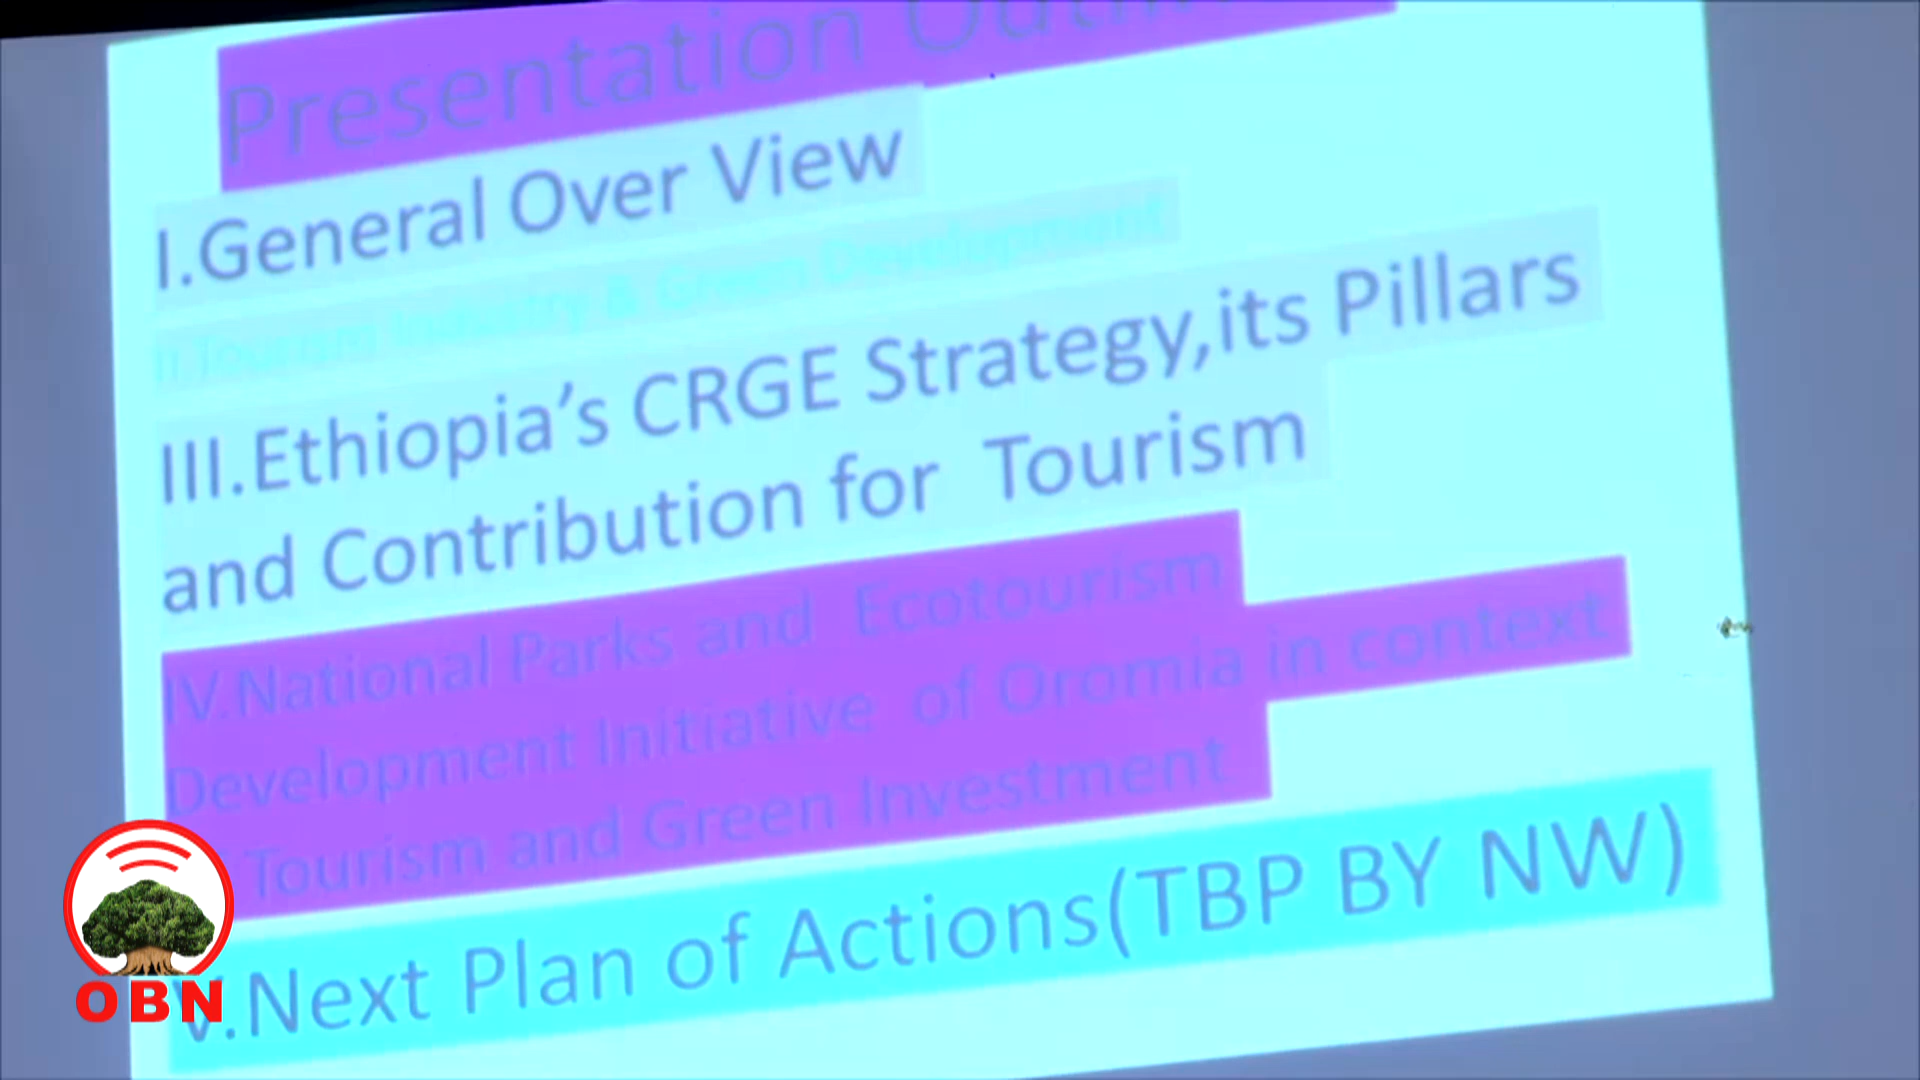 Presentation
I.General Over View
II.Tourism Industry & Green Development
III.Ethiopia’s CRGE Strategy,its Pillars
and Contribution for Tourism
IV.National Parks and Ecotourism
Development Initiative of Oromia in context
Tourism and Green Investment
V.Next Plan of Actions(TBP BY NW)
OBN